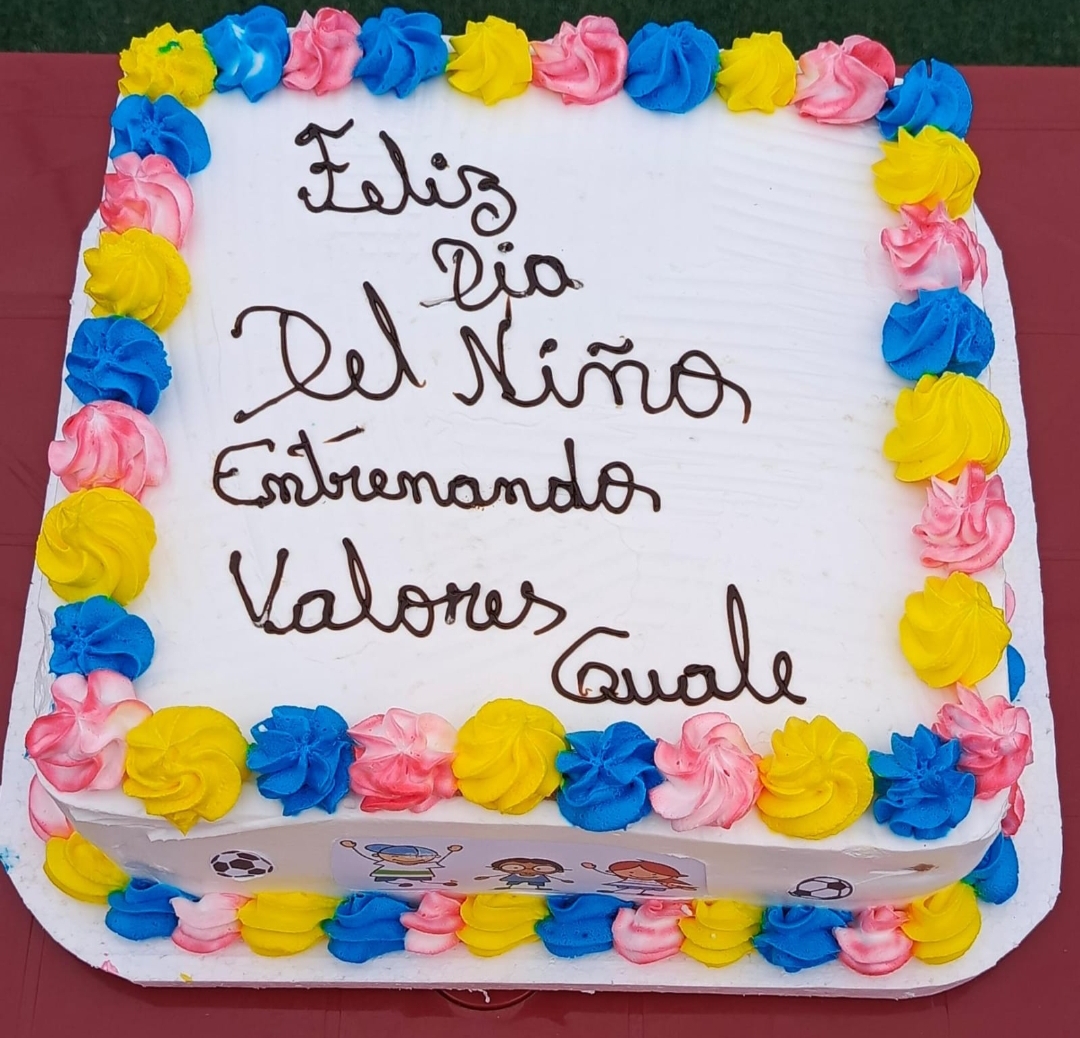 Feliz
Dia
Del Niño
Entrenando
Valores
Guale